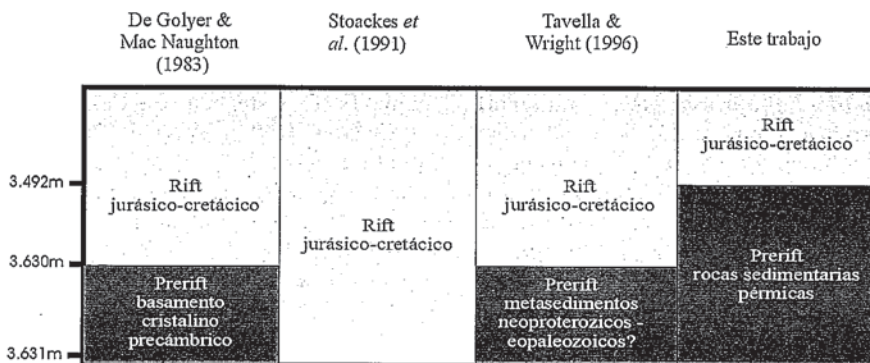 De Golyer &
Mac Naughton
(1983)
Stoackes et
al. (1991)
Tavella &
Wright (1996)
Este trabajo
3.492m
3.630m
3.631m
Rift
jurásico-cretácico
Prerift
basamento
cristalino
precámbrico
Rift
jurásico-cretácico
Rift
jurásico-cretácico
Prerift
metasedimentos
neoproterozicos -
eopaleozoicos?
Rift
jurásico-cretácico
Prerift
rocas sedimentarias
pérmicas